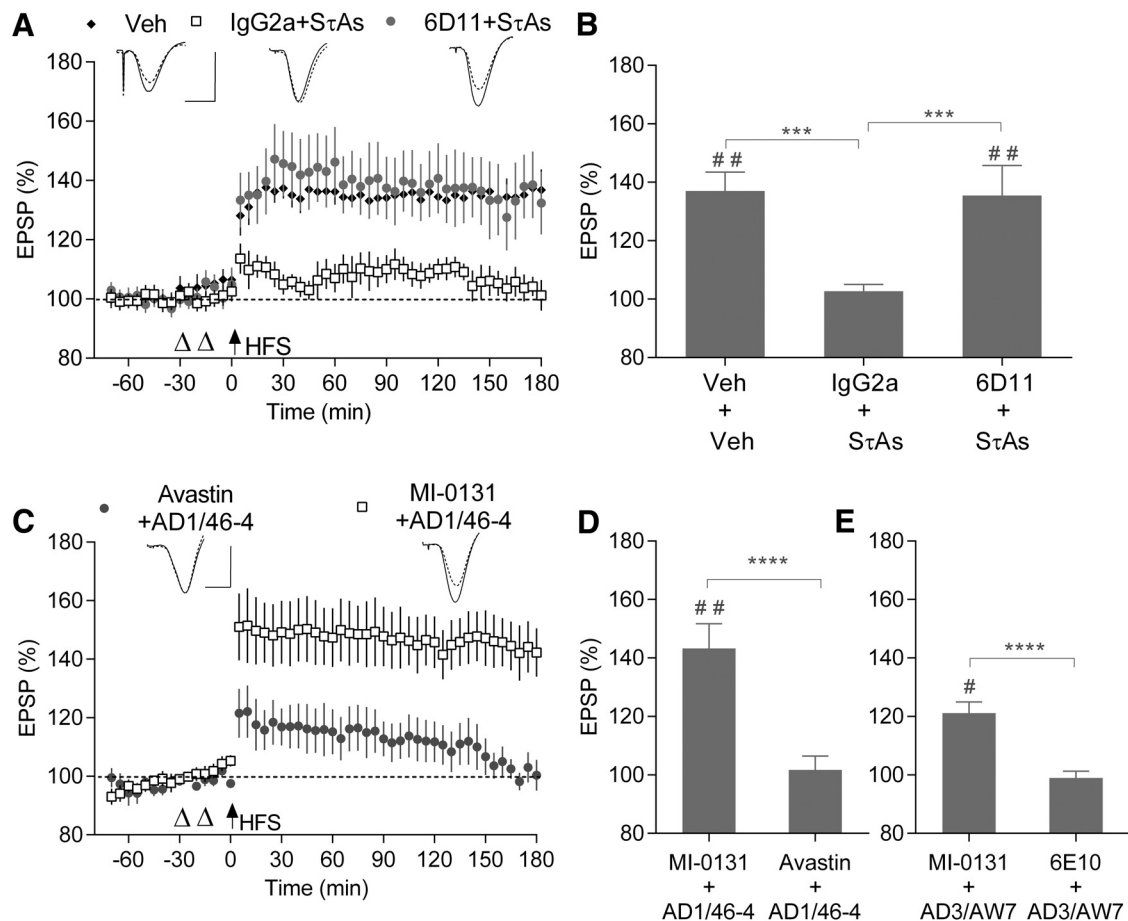 A
Veh
IgG2a+SτAs
6D11+SτAs
180
160
140
120
100
80
EPSP (%)
HFS
-60 -30 0 30 60 90 120 150 180
Time (min)
B
180
160
140
120
100
80
EPSP (%)
***
***
##
##
Veh
+
Veh
IgG2a
+
SτAs
6D11
+
SτAs
C
Avastin
+AD1/46-4
MI-0131
+AD1/46-4
180
160
140
120
100
80
EPSP (%)
HFS
-60 -30 0 30 60 90 120 150 180
Time (min)
D
180
160
140
120
100
80
EPSP (%)
****
##
MI-0131
+
AD1/46-4
Avastin
+
AD1/46-4
E
180
160
140
120
100
80
****
#
MI-0131
+
AD3/AW7
6E10
+
AD3/AW7